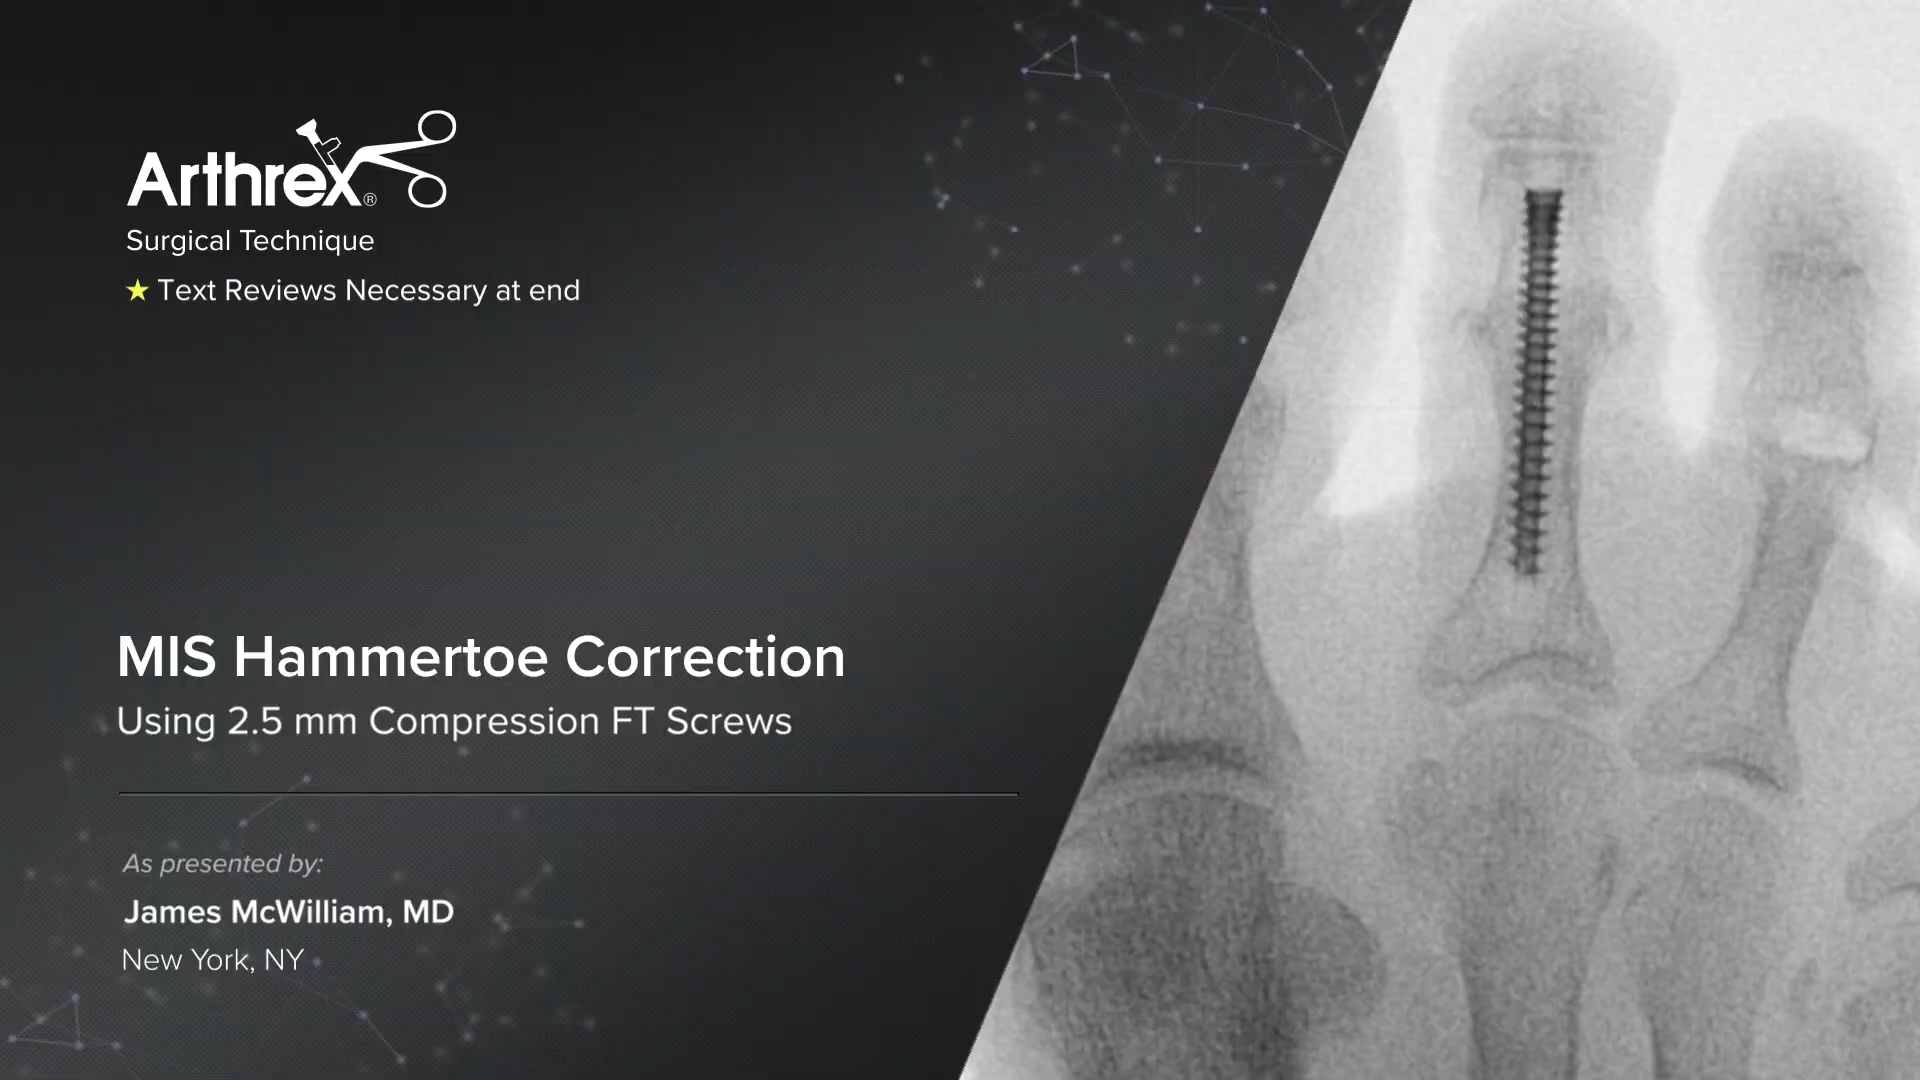 Arthrex®
Surgical Technique
★ Text Reviews Necessary at end
MIS Hammertoe Correction
Using 2.5 mm Compression FT Screws
As presented by:
James McWilliam, MD
New York, NY